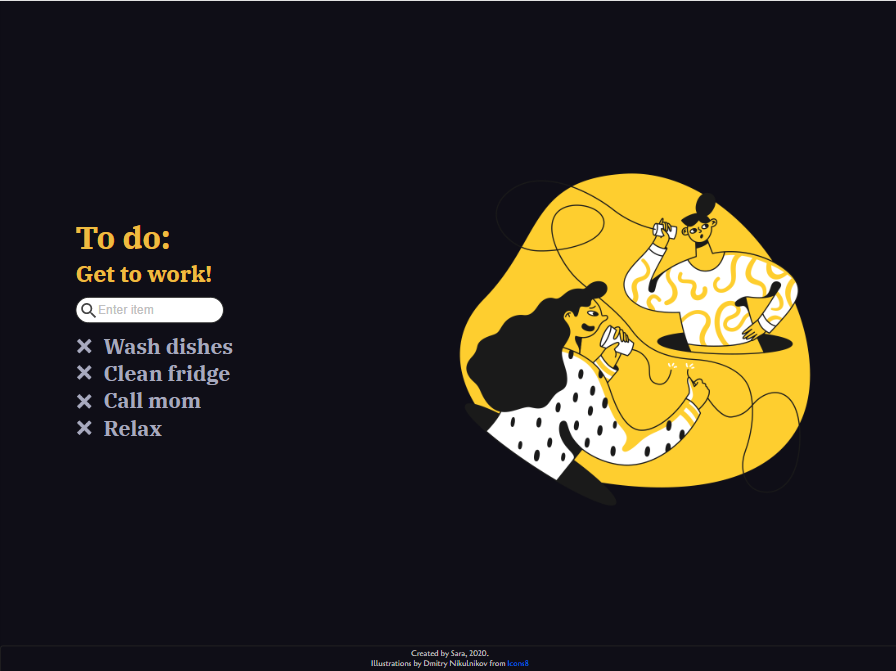 To do:
Get to work!
Enter item
Wash dishes
Clean fridge
Call mom
Relax
Created by Sara, 2020.
Illustrations by Dmitry Nikulnikov from Icons8